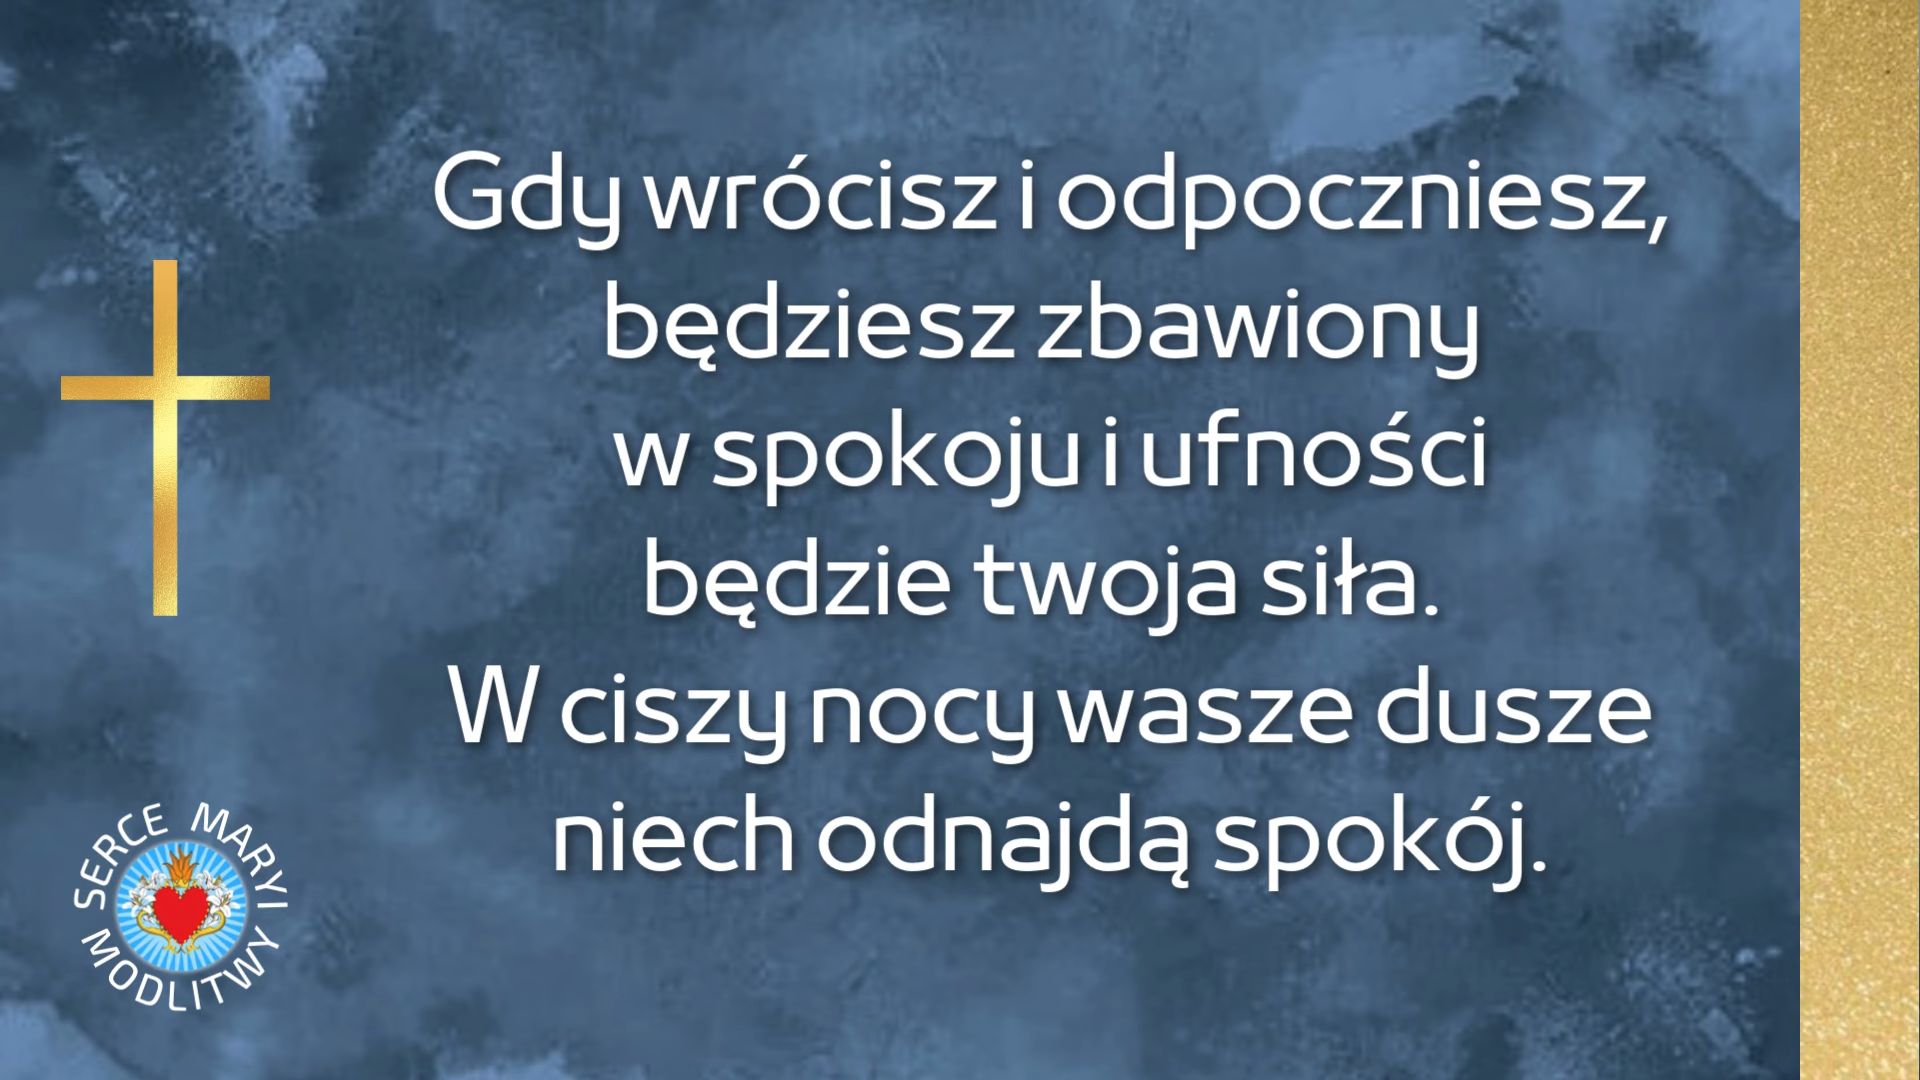 Gdy wrócisz i odpoczniesz,
będziesz zbawiony
w spokoju i ufności
będzie twoja siła.
W ciszy nocy wasze dusze
niech odnajdą spokój.
SERCE MARYI
MODLITWY